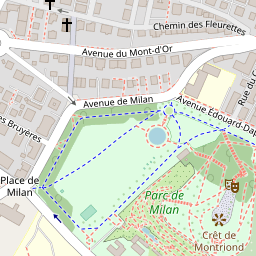 Chemin des Fleurettes
Avenue du Mont-d'Or
Avenue de Milan
Avenue Édouard-Dap
Rue du C
es Bruyères
Place de
Milan
Parc de
Milan
Crêt de
Montriond